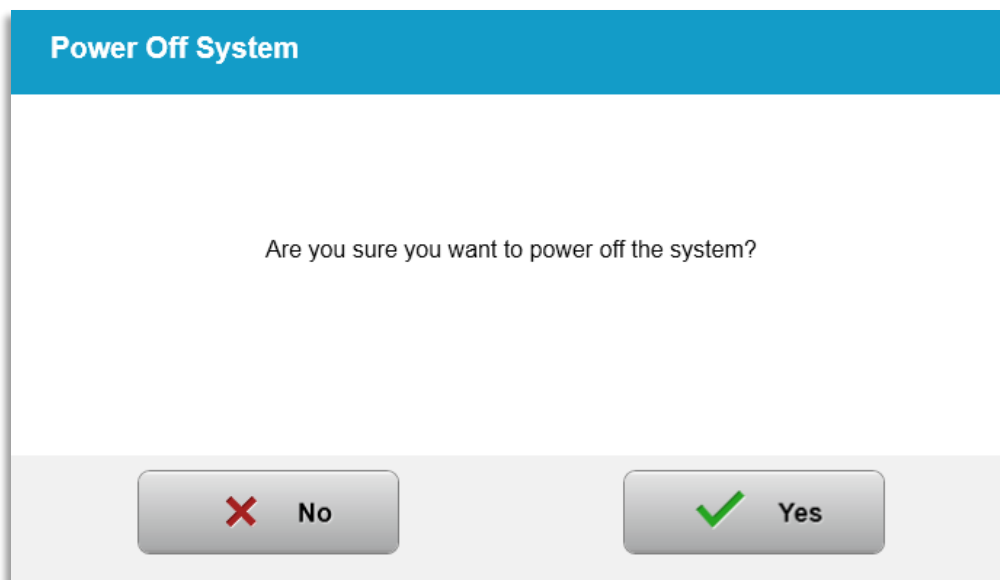 Power Off System
Are you sure you want to power off the system?
No
Yes